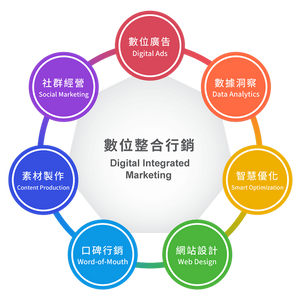 數位廣告
Digital Ads
數據洞察
Data Analytics
智慧優化
Smart Optimization
網站設計
Web Design
口碑行銷
Word-of-Mouth
素材製作
Content Production
社群經營
Social Marketing
數位整合行銷
Digital Integrated
Marketing